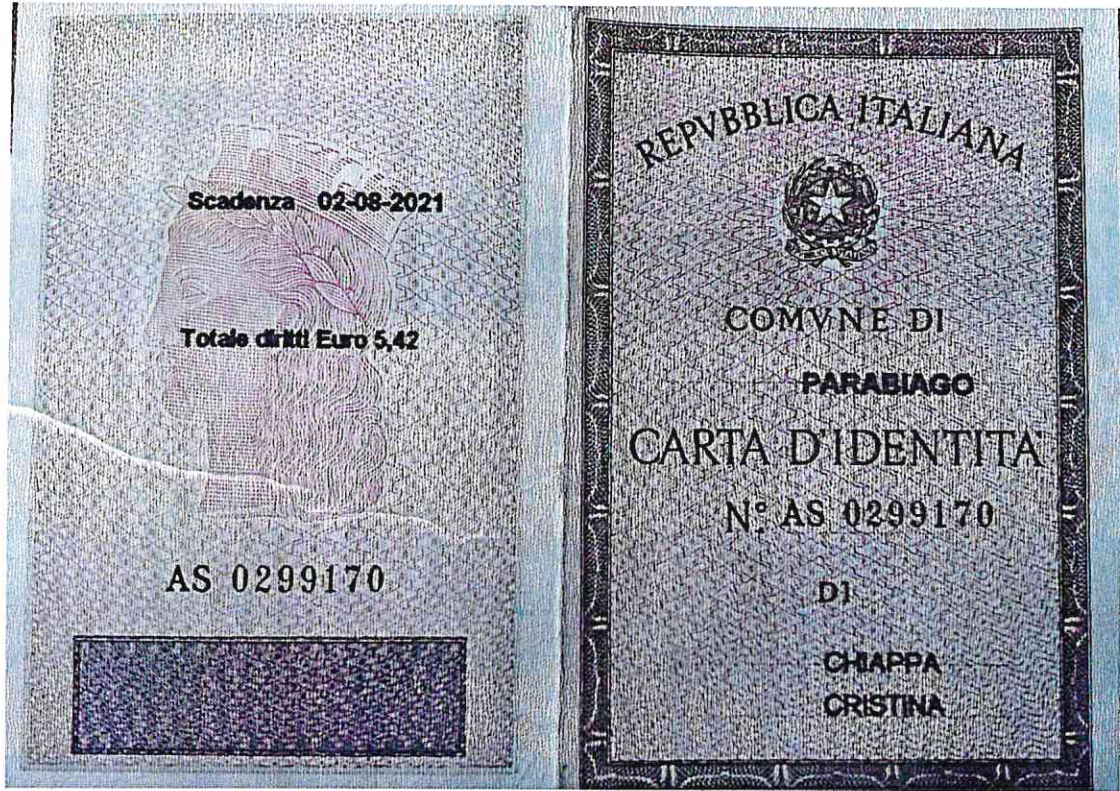 Scadenza 02-08-2021
Totale diritti Euro 5,42
AS 0299170
REPVBBLICA ITALIANA
COMVNE DI
PARABIAGO
CARTA D'IDENTITA'
N° AS 0299170
DI
CHIAPPA
CRISTINA